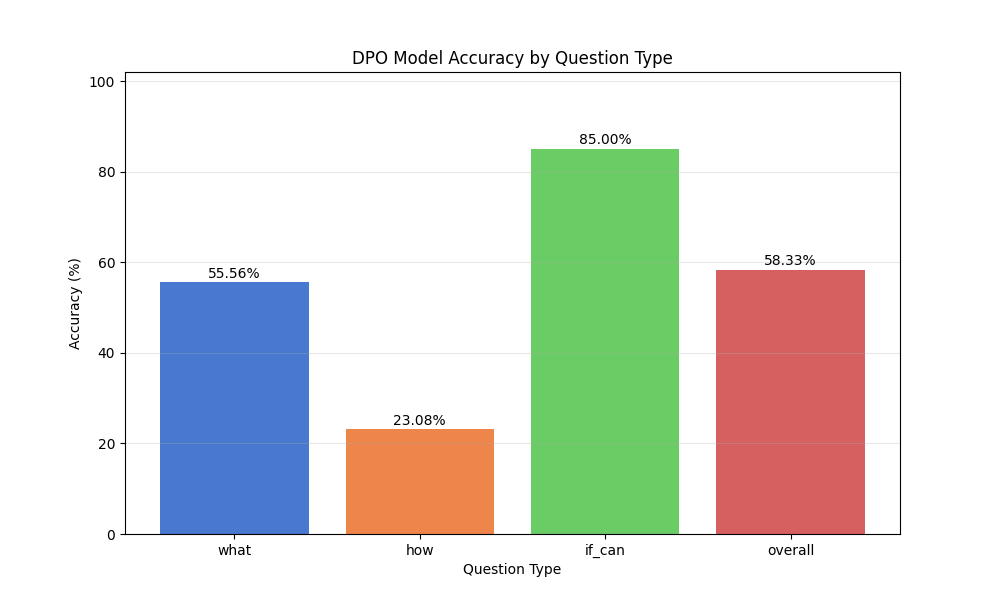 DPO Model Accuracy by Question Type
Accuracy (%)
100
80
60
40
20
0
55.56%
23.08%
85.00%
58.33%
what
how
if_can
overall
Question Type